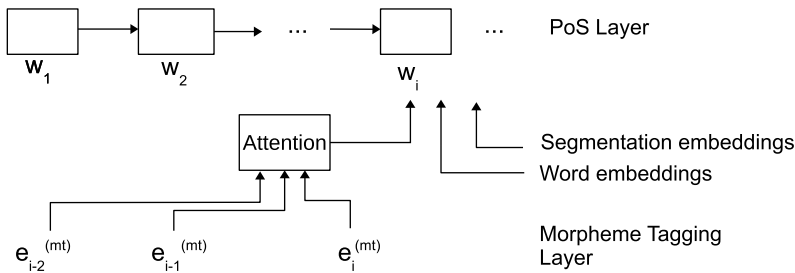 ... ... PoS Layer
w1 w2 wi
Attention
Segmentation embeddings
Word embeddings
ei-2(mt) ei-1(mt) ei(mt)
Morpheme Tagging
Layer